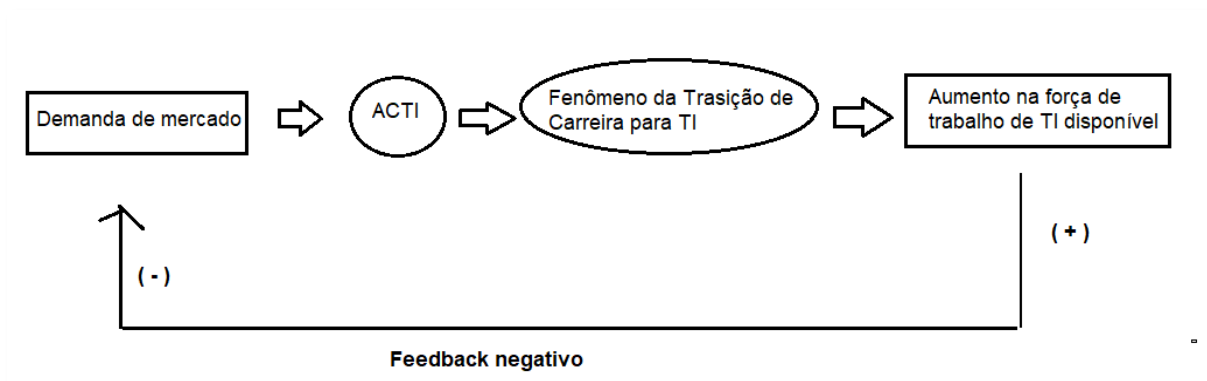 Demanda de mercado
ACTI
Fenômeno da Trasição de
Carreira para TI
Aumento na força de
trabalho de TI disponível
( + )
( - )
Feedback negativo